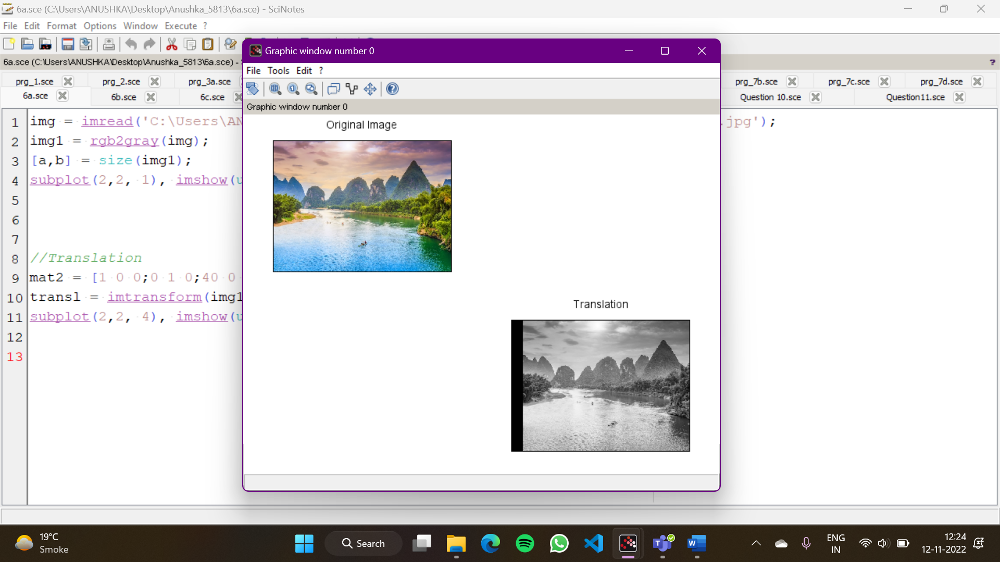 6a.sce (C:\Users\ANUSHKA\Desktop\Anushka_5813\6a.sce) - SciNotes
File Edit Format Options Window Execute ?
6a.sce (C:\Users\ANUSHKA\Desktop\Anushka_5813\6a.sce) -
?
prg_1.sce prg_2.sce prg_3a.sce prg_7b.sce prg_7c.sce prg_7d.sce
6a.sce 6b.sce 6c.sce Question 10.sce Question11.sce
Graphic window number 0
File Tools Edit ?
Graphic window number 0
Original Image
Translation
1 img = imread('C:\Users\AN .jpg');
2 img1 = rgb2gray(img);
3 [a,b] = size(img1);
4 subplot(2,2, 1), imshow(u
5
6
7
8 //Translation
9 mat2 = [1 0 0;0 1 0;40 0
10 transl = imtransform(img1
11 subplot(2,2, 4), imshow(u
12
13
19°C
Smoke
Search
ENG
IN
12:24
12-11-2022